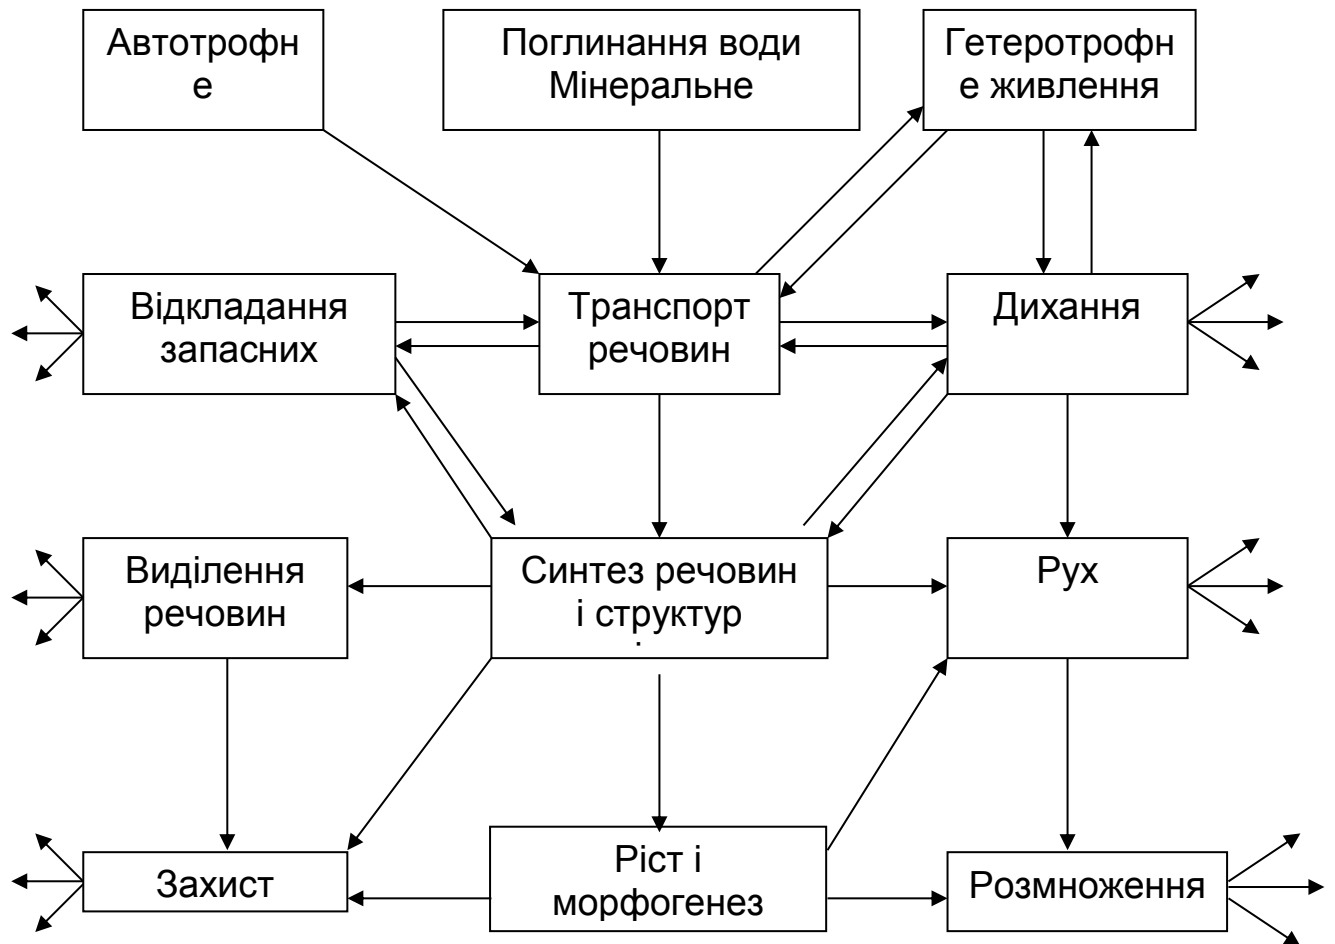 Автотрофн
е
Поглинання води
Мінеральне
Гетеротрофн
е живлення
Відкладання
запасних
Транспорт
речовин
Дихання
Виділення
речовин
Синтез речовин
і структур
Рух
Захист
Ріст і
морфогенез
Розмноження